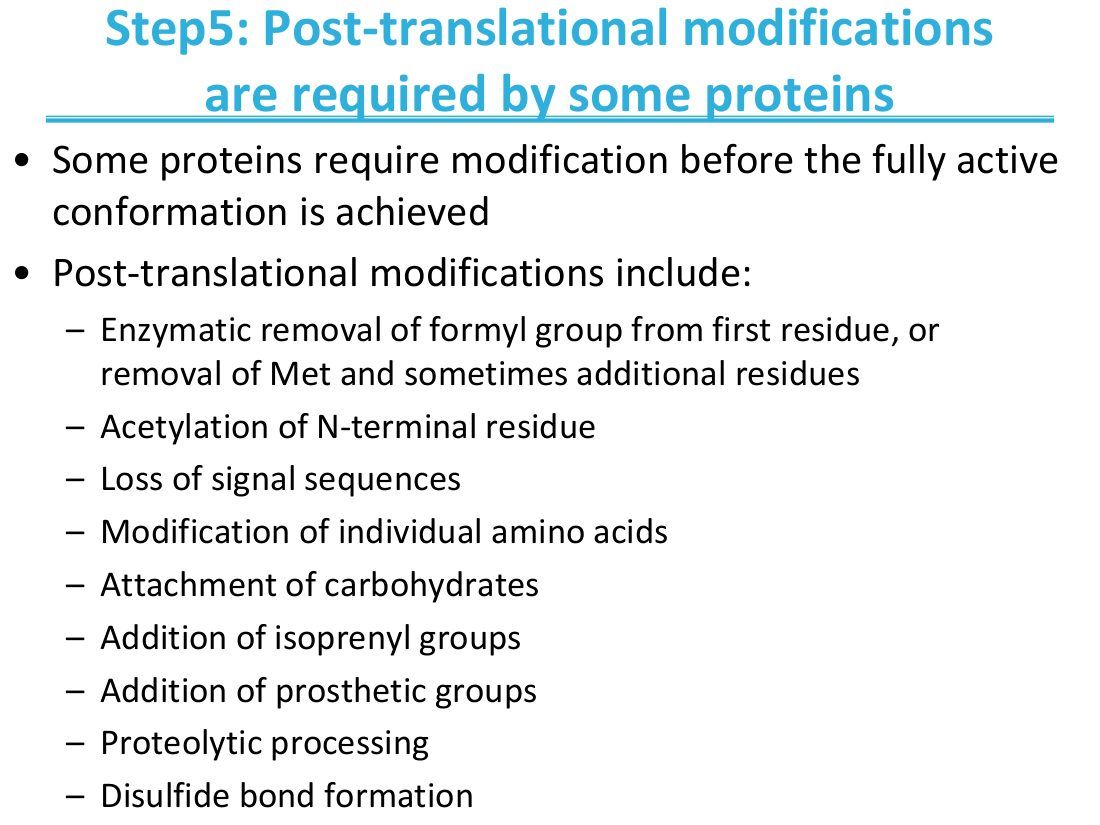 Step5: Post-translational modifications
are required by some proteins
• Some proteins require modification before the fully active
conformation is achieved
• Post-translational modifications include:
– Enzymatic removal of formyl group from first residue, or
removal of Met and sometimes additional residues
– Acetylation of N-terminal residue
– Loss of signal sequences
– Modification of individual amino acids
– Attachment of carbohydrates
– Addition of isoprenyl groups
– Addition of prosthetic groups
– Proteolytic processing
– Disulfide bond formation